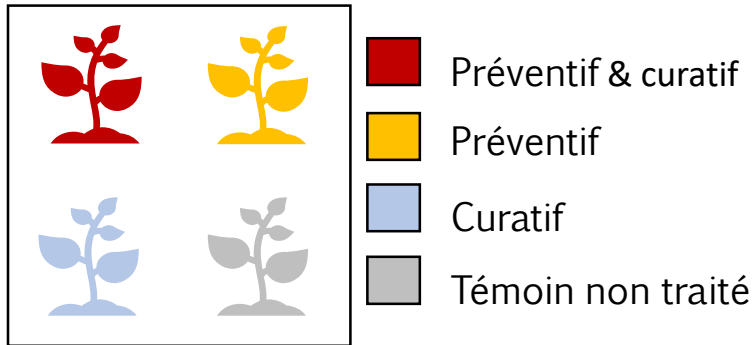 Préventif & curatif
Préventif
Curatif
Témoin non traité